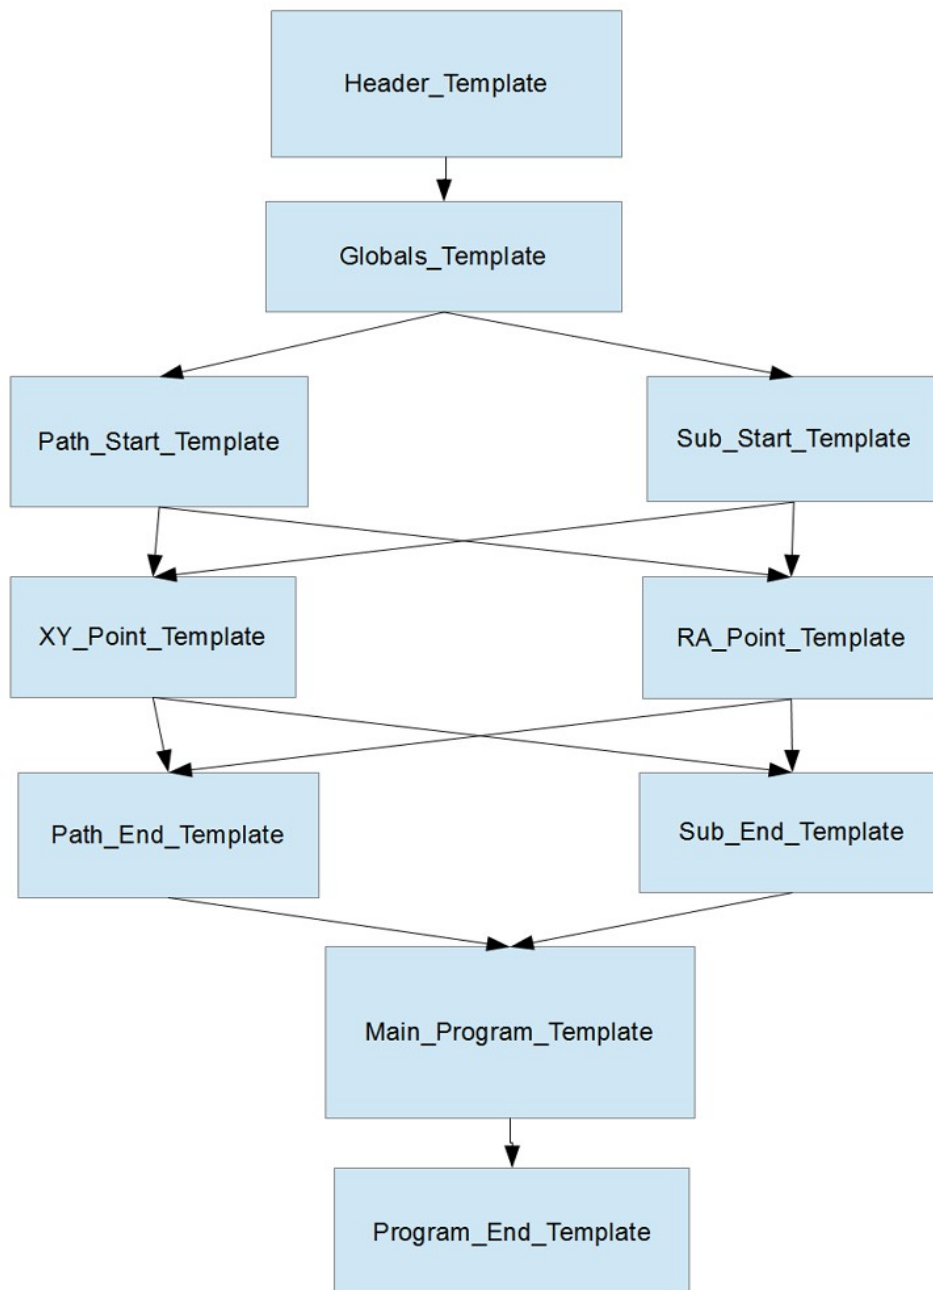 Header_Template
Globals_Template
Path_Start_Template
Sub_Start_Template
XY_Point_Template
RA_Point_Template
Path_End_Template
Sub_End_Template
Main_Program_Template
Program_End_Template